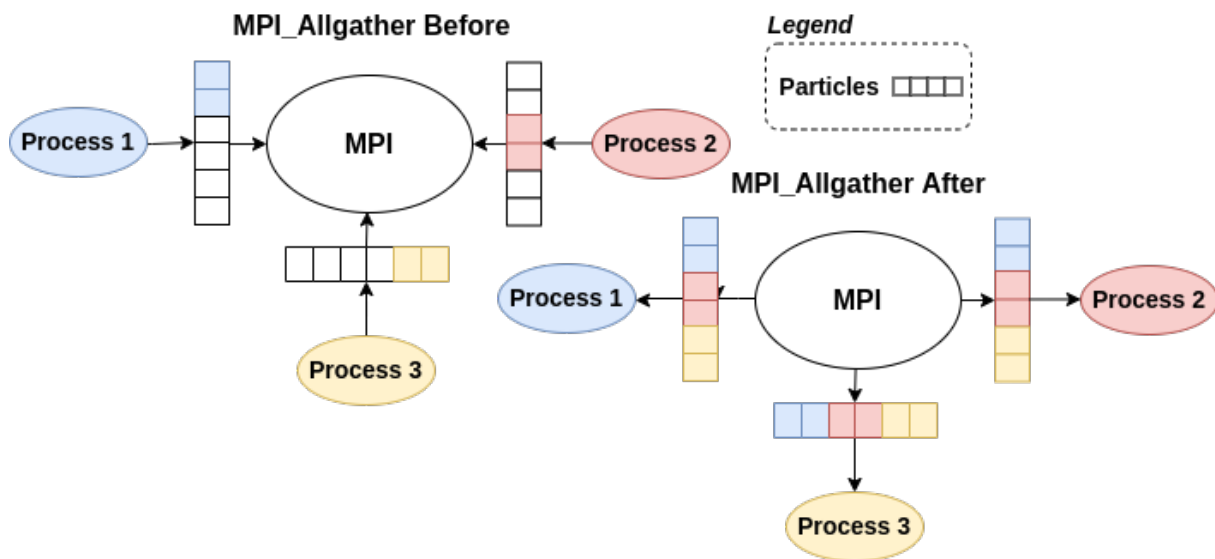 MPI_Allgather Before
Legend
Particles
Process 1
MPI
Process 2
Process 3
MPI_Allgather After
Process 1
MPI
Process 2
Process 3